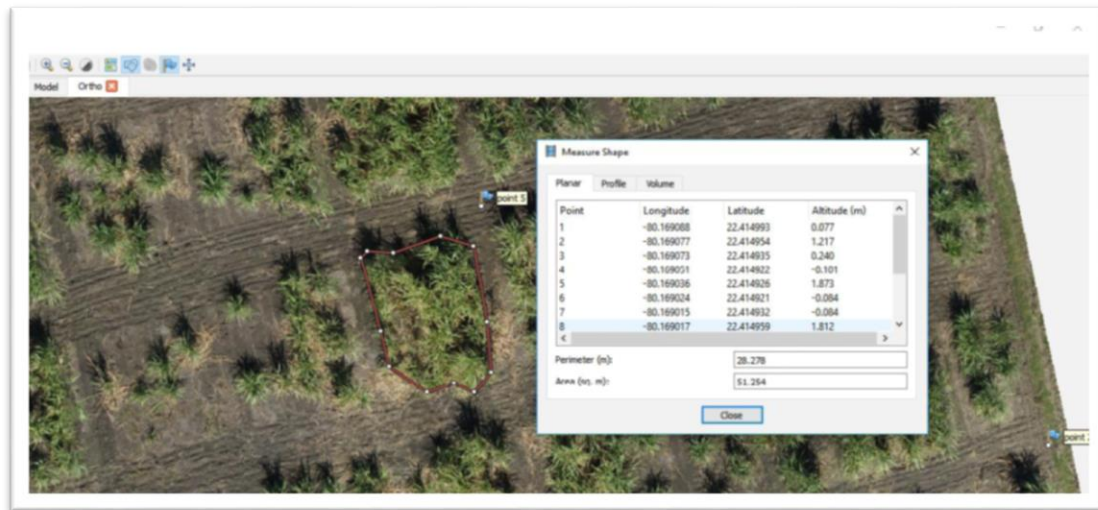 Model Ortho
point 5
Measure Shape
Planar Profile Volume
Point Longitude Latitude Altitude (m)
1 -80.169088 22.414993 0.077
2 -80.169077 22.414954 1.217
3 -80.169073 22.414935 0.240
4 -80.169051 22.414922 -0.101
5 -80.169036 22.414926 1.873
6 -80.169024 22.414921 -0.084
7 -80.169015 22.414932 -0.084
8 -80.169017 22.414959 1.812
Perimeter (m): 28.278
Area (sq. m): 51.264
Close
point